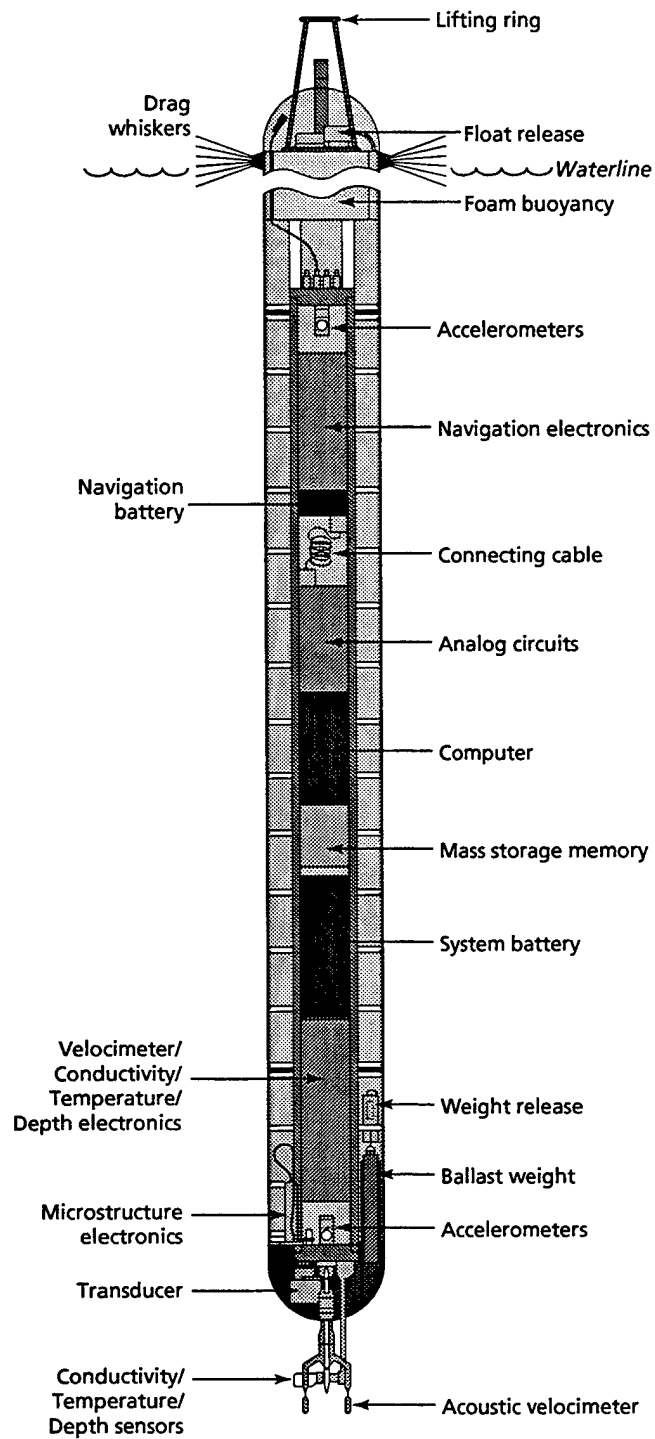 Lifting ring
Drag
whiskers
Float release
Waterline
Foam buoyancy
Accelerometers
Navigation electronics
Navigation
battery
Connecting cable
Analog circuits
Computer
Mass storage memory
System battery
Velocimeter/
Conductivity/
Temperature/
Depth electronics
Weight release
Ballast weight
Microstructure
electronics
Accelerometers
Transducer
Conductivity/
Temperature/
Depth sensors
Acoustic velocimeter